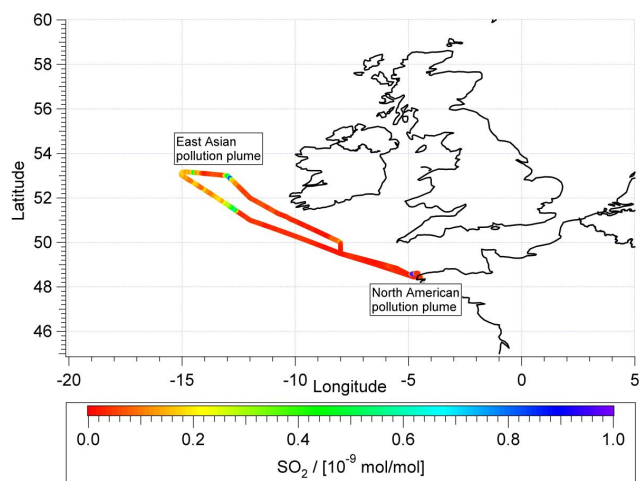 60
58
56
54
52
50
48
46
Latitude
East Asian
pollution plume
North American
pollution plume
-20
-15
-10
-5
0
5
Longitude
0.0
0.2
0.4
0.6
0.8
1.0
SO₂ / [10⁻⁹ mol/mol]